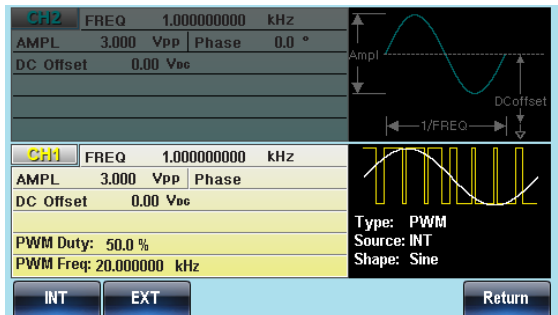 CH2 FREQ 1.000000000 kHz
AMPL 3.000 Vpp Phase 0.0 °
DC Offset 0.00 VDC
Ampl
DCoffset
1/FREQ
CH1 FREQ 1.000000000 kHz
AMPL 3.000 Vpp Phase
DC Offset 0.00 VDC
PWM Duty: 50.0 %
PWM Freq: 20.000000 kHz
Type: PWM
Source: INT
Shape: Sine
INT EXT Return